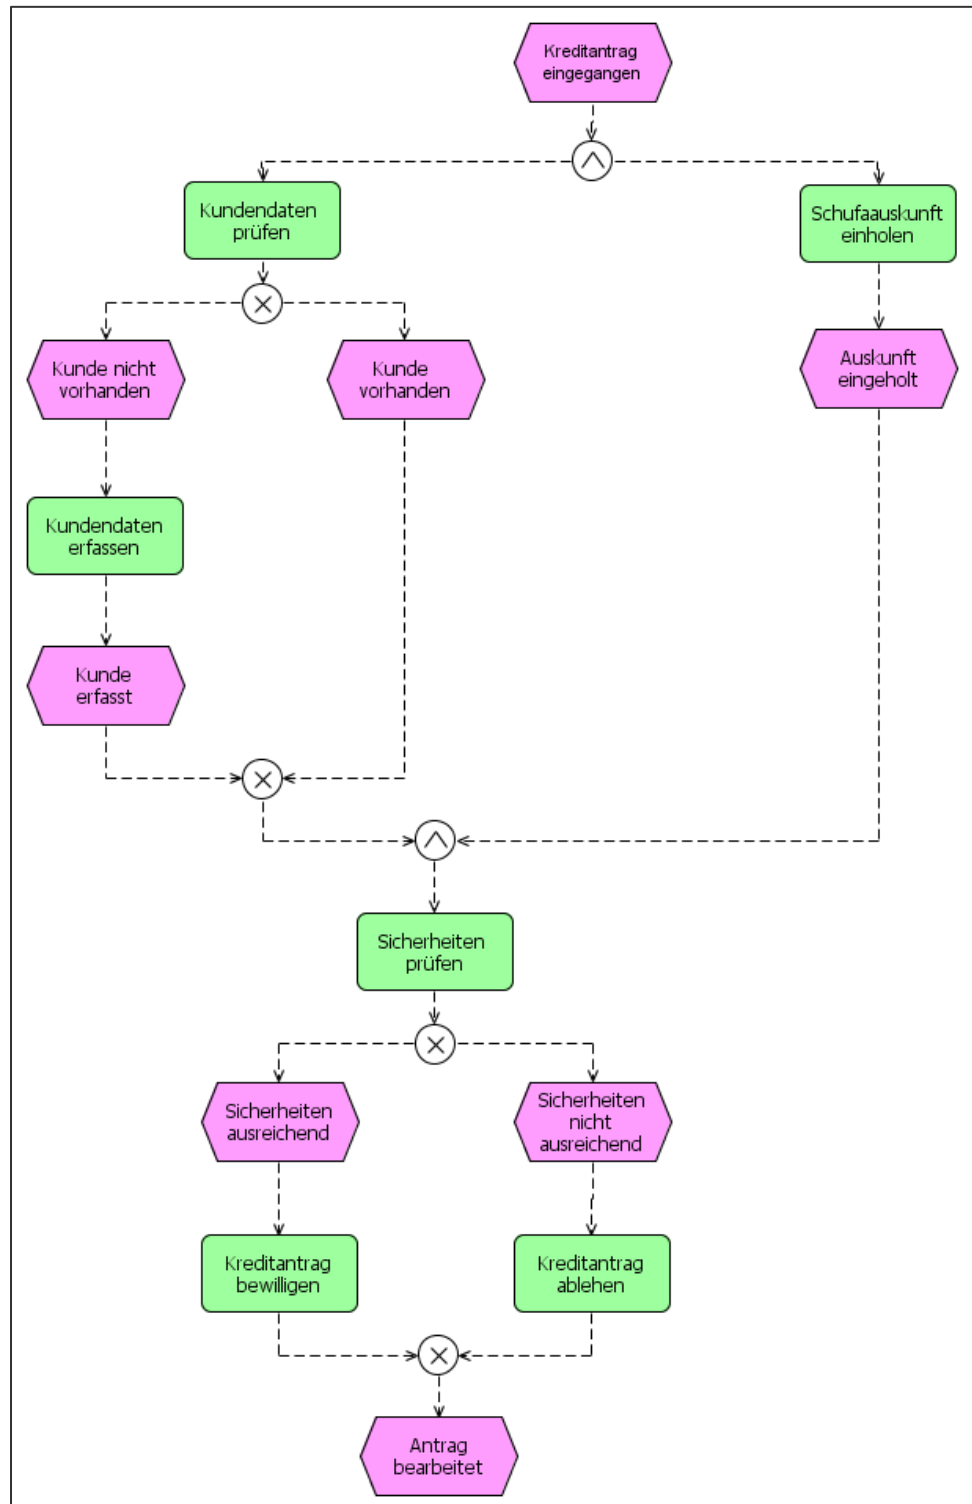 Kreditantrag
eingegangen
Kundendaten
prüfen
Schufaauskunft
einholen
Kunde nicht
vorhanden
Kunde
vorhanden
Auskunft
eingeholt
Kundendaten
erfassen
Kunde
erfasst
Sicherheiten
prüfen
Sicherheiten
ausreichend
Sicherheiten
nicht
ausreichend
Kreditantrag
bewilligen
Kreditantrag
ablehen
Antrag
bearbeitet